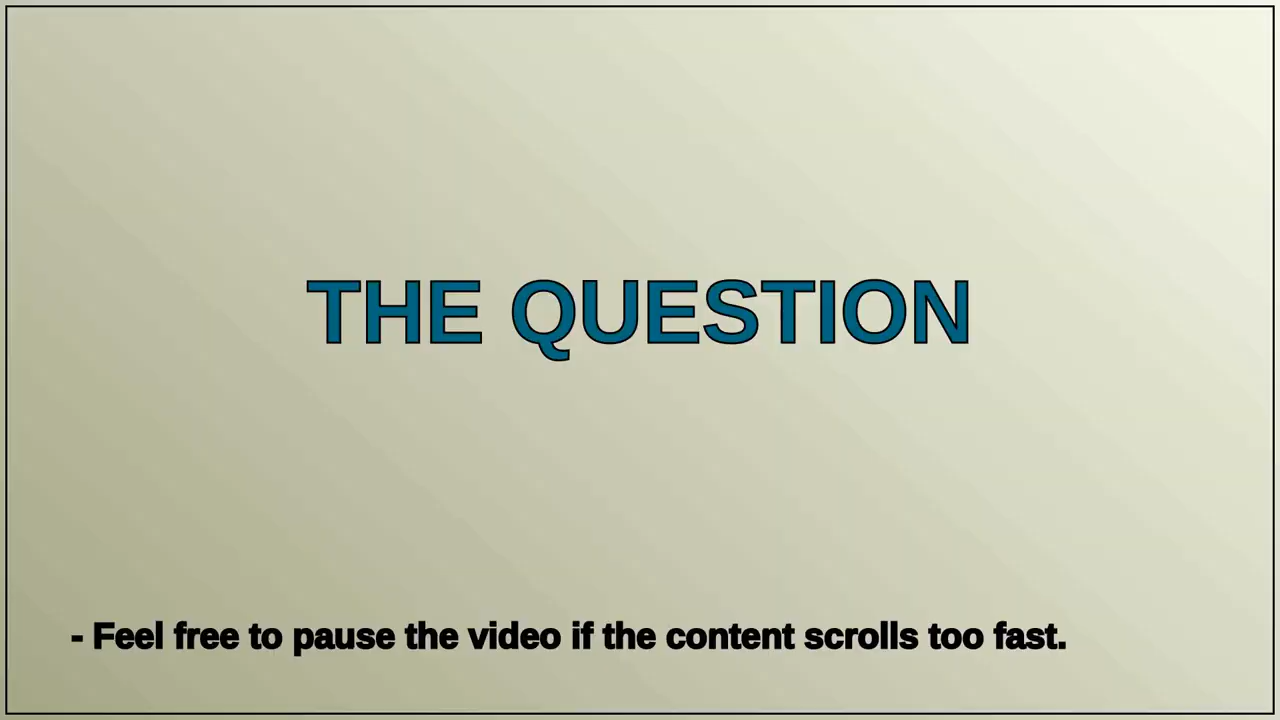 THE QUESTION
- Feel free to pause the video if the content scrolls too fast.